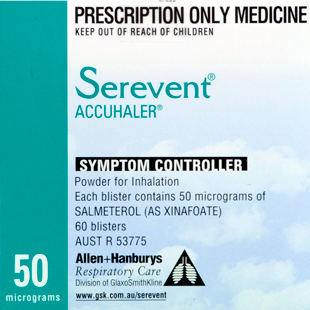 PRESCRIPTION ONLY MEDICINE
KEEP OUT OF REACH OF CHILDREN
Serevent®
ACCUHALER®
SYMPTOM CONTROLLER
Powder for Inhalation
Each blister contains 50 micrograms of
SALMETEROL (AS XINAFOATE)
60 blisters
AUST R 53775
Allen+Hanburys
Respiratory Care
Division of GlaxoSmithKline
www.gsk.com.au/serevent
50
micrograms